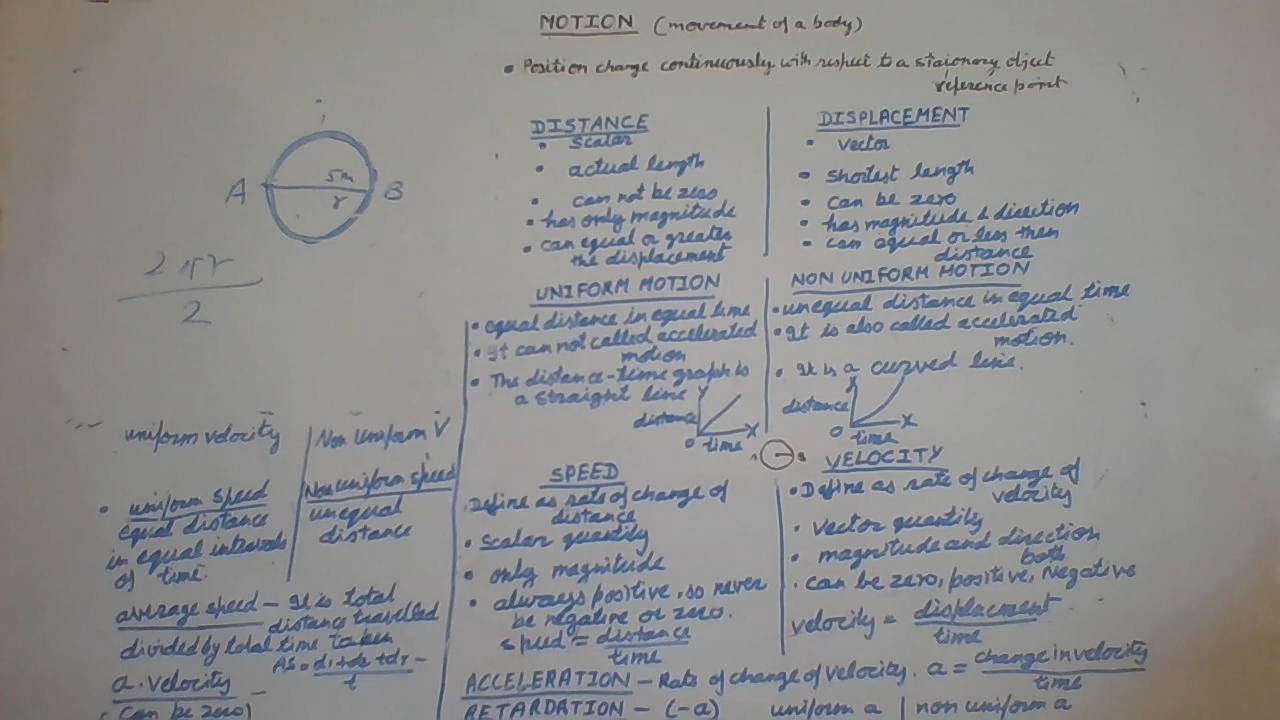 MOTION (movement of a body)
• Position change continuously with respect to a stationary object
reference point
DISTANCE
• Scalar
• actual length
• can not be zero
• has only magnitude
• can equal or greater
the displacement
DISPLACEMENT
• Vector
• Shortest length
• can be zero
• has magnitude & direction
• can equal or less then
distance
A
5m
r
B
2πr
2
UNIFORM MOTION
• equal distance in equal time
• It can not called accelerated
motion
• The distance-time graph is
a straight line
Y
distance
O time X
NON UNIFORM MOTION
• unequal distance in equal time
• It is also called accelerated
motion.
• It is a curved line.
Y
distance
O time X
uniform velocity
• uniform speed
equal distance
in equal intervals
of time.
Non Uniform V
Non uniform speed
unequal
distance
average speed - It is total
distance travelled
divided by total time taken
AS = d1+d2+d
t
a. velocity
(can be zero)
SPEED
Define as rate of change of
distance
• Scalar quantity
• only magnitude
• always positive, so never
be negative or zero.
speed = distance
time
VELOCITY
• Define as rate of change of
velocity
• vector quantity
• magnitude and direction
both
• can be zero, positive, Negative
velocity = displacement
time
ACCELERATION - Rate of change of velocity. a = change in velocity
time
RETARDATION - (-a) uniform a | non uniform a